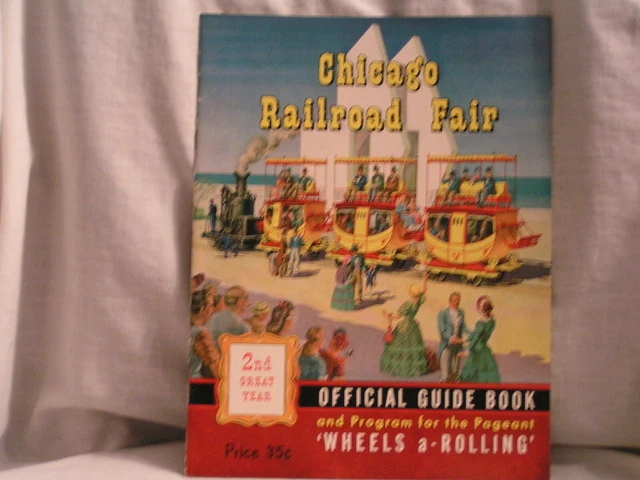 Chicago
Railroad Fair
2nd
GREAT
YEAR
OFFICIAL GUIDE BOOK
and Program for the Pageant
'WHEELS a-ROLLING'
Price 35c